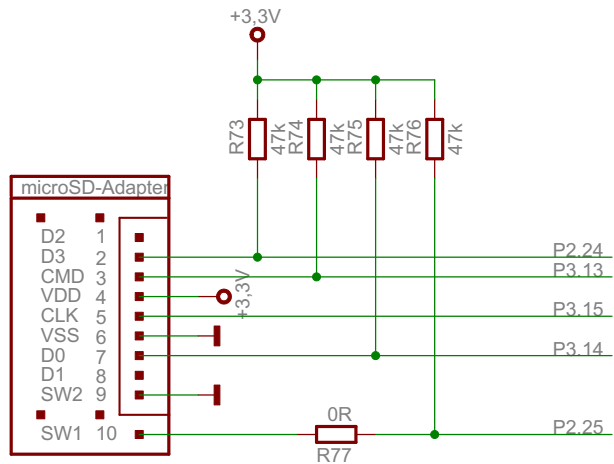 +3,3V
R73 47k R74 47k R75 47k R76 47k
microSD-Adapter
D2 1
D3 2 P2.24
CMD 3 P3.13
VDD 4 +3,3V
CLK 5 P3.15
VSS 6
D0 7 P3.14
D1 8
SW2 9
0R
SW1 10 P2.25
R77